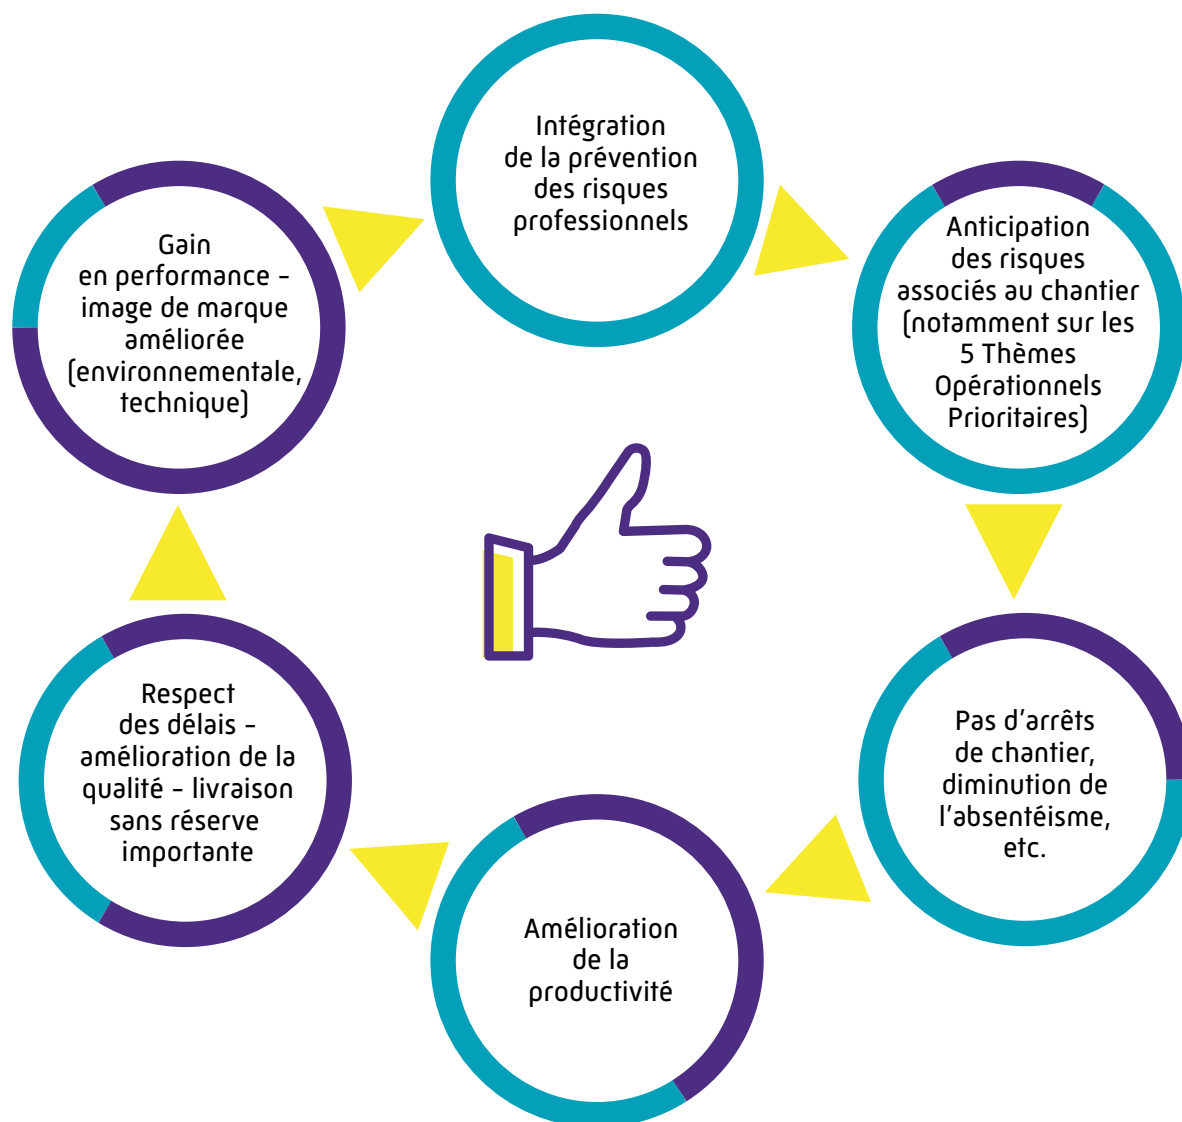 Intégration
de la prévention
des risques
professionnels
Anticipation
des risques
associés au chantier
(notamment sur les
5 Thèmes
Opérationnels
Prioritaires)
Pas d'arrêts
de chantier,
diminution de
l'absentéisme,
etc.
Amélioration
de la
productivité
Respect
des délais –
amélioration de la
qualité – livraison
sans réserve
importante
Gain
en performance –
image de marque
améliorée
(environnementale,
technique)